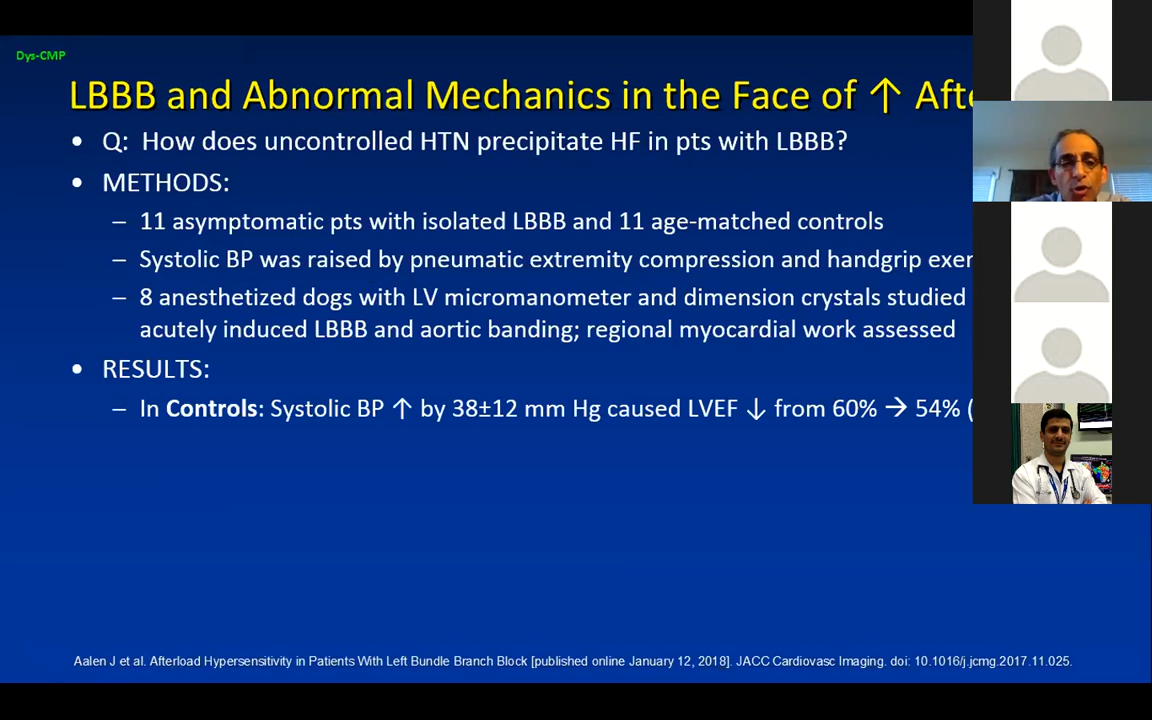 Dys-CMP
LBBB and Abnormal Mechanics in the Face of ↑ Afte
• Q: How does uncontrolled HTN precipitate HF in pts with LBBB?
• METHODS:
– 11 asymptomatic pts with isolated LBBB and 11 age-matched controls
– Systolic BP was raised by pneumatic extremity compression and handgrip exer
– 8 anesthetized dogs with LV micromanometer and dimension crystals studied
acutely induced LBBB and aortic banding; regional myocardial work assessed
• RESULTS:
– In Controls: Systolic BP ↑ by 38±12 mm Hg caused LVEF ↓ from 60% → 54% (
Aalen J et al. Afterload Hypersensitivity in Patients With Left Bundle Branch Block [published online January 12, 2018]. JACC Cardiovasc Imaging. doi: 10.1016/j.jcmg.2017.11.025.